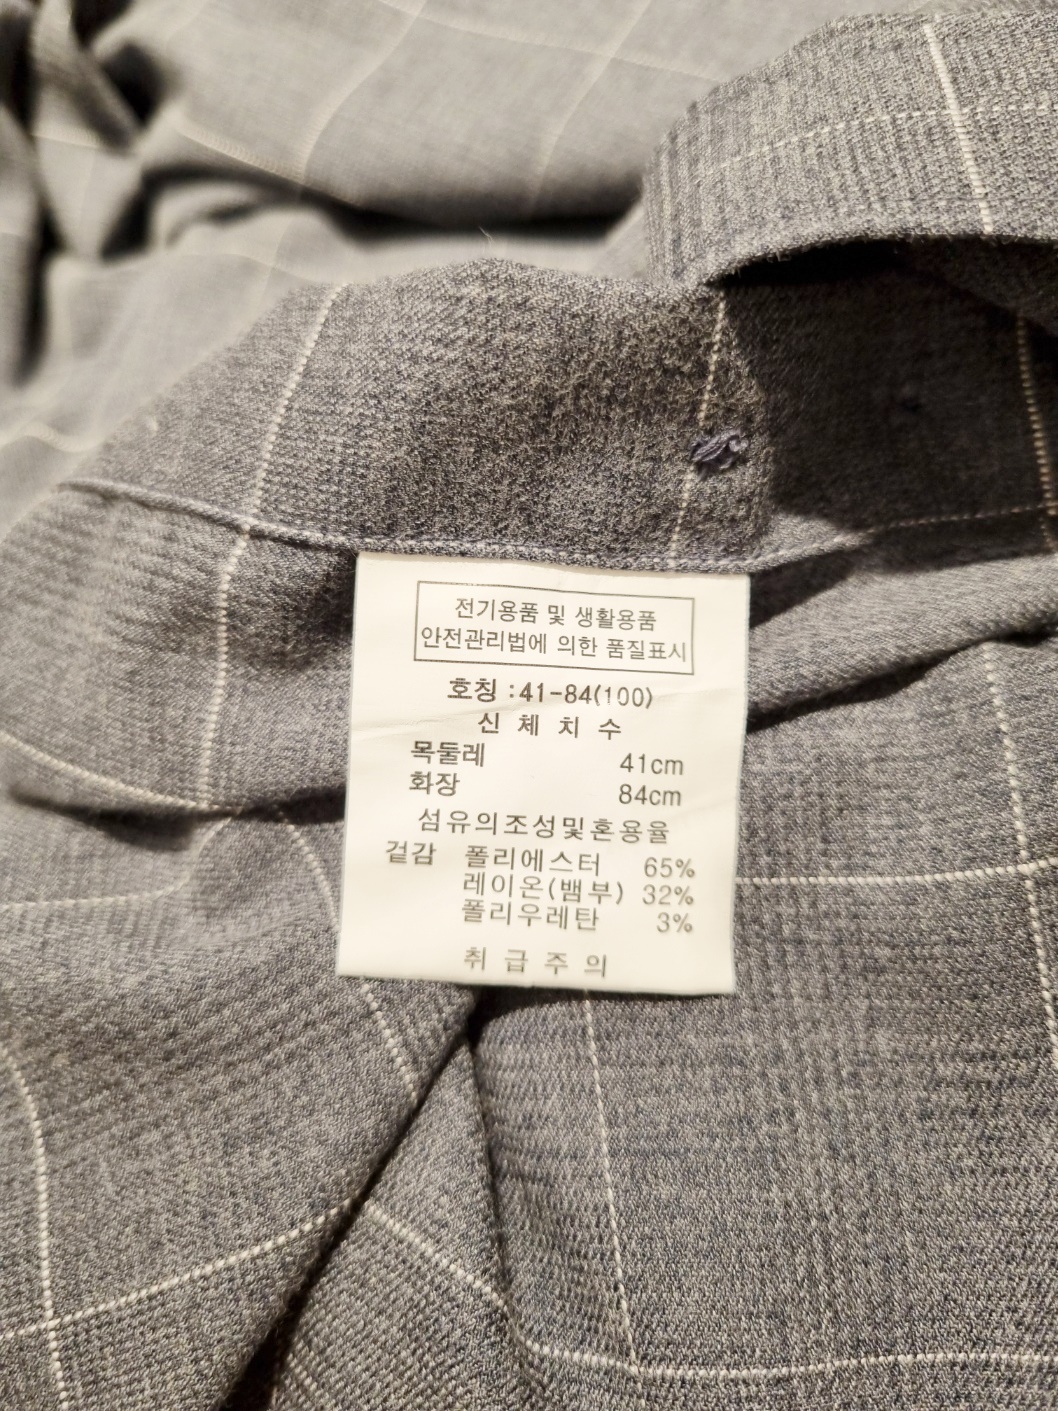 전기용품 및 생활용품
안전관리법에 의한 품질표시
호칭 :41-84(100)
신 체 치 수
목둘레 41cm
화장 84cm
섬유의조성및혼용율
겉감 폴리에스터 65%
레이온(뱀부) 32%
폴리우레탄 3%
취 급 주 의